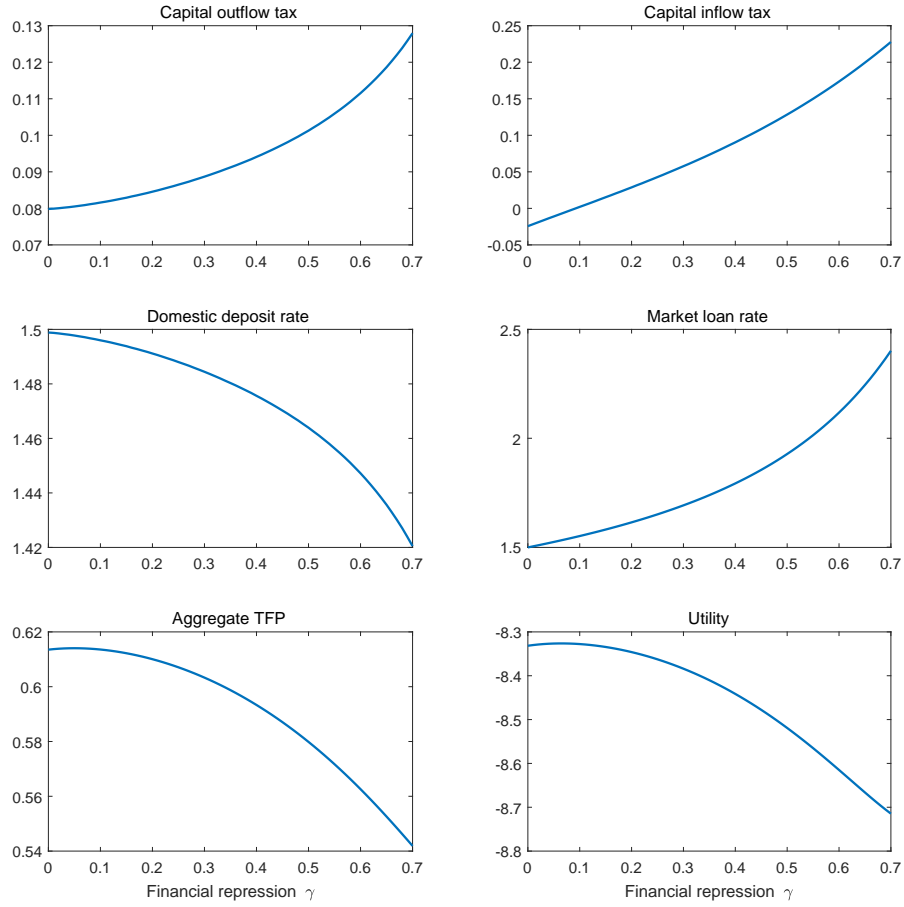 Capital outflow tax
0.13
0.12
0.11
0.1
0.09
0.08
0.07
0 0.1 0.2 0.3 0.4 0.5 0.6 0.7
Capital inflow tax
0.25
0.2
0.15
0.1
0.05
0
-0.05
0 0.1 0.2 0.3 0.4 0.5 0.6 0.7
Domestic deposit rate
1.5
1.48
1.46
1.44
1.42
0 0.1 0.2 0.3 0.4 0.5 0.6 0.7
Market loan rate
2.5
2
1.5
0 0.1 0.2 0.3 0.4 0.5 0.6 0.7
Aggregate TFP
0.62
0.6
0.58
0.56
0.54
0 0.1 0.2 0.3 0.4 0.5 0.6 0.7
Financial repression γ
Utility
-8.3
-8.4
-8.5
-8.6
-8.7
-8.8
0 0.1 0.2 0.3 0.4 0.5 0.6 0.7
Financial repression γ